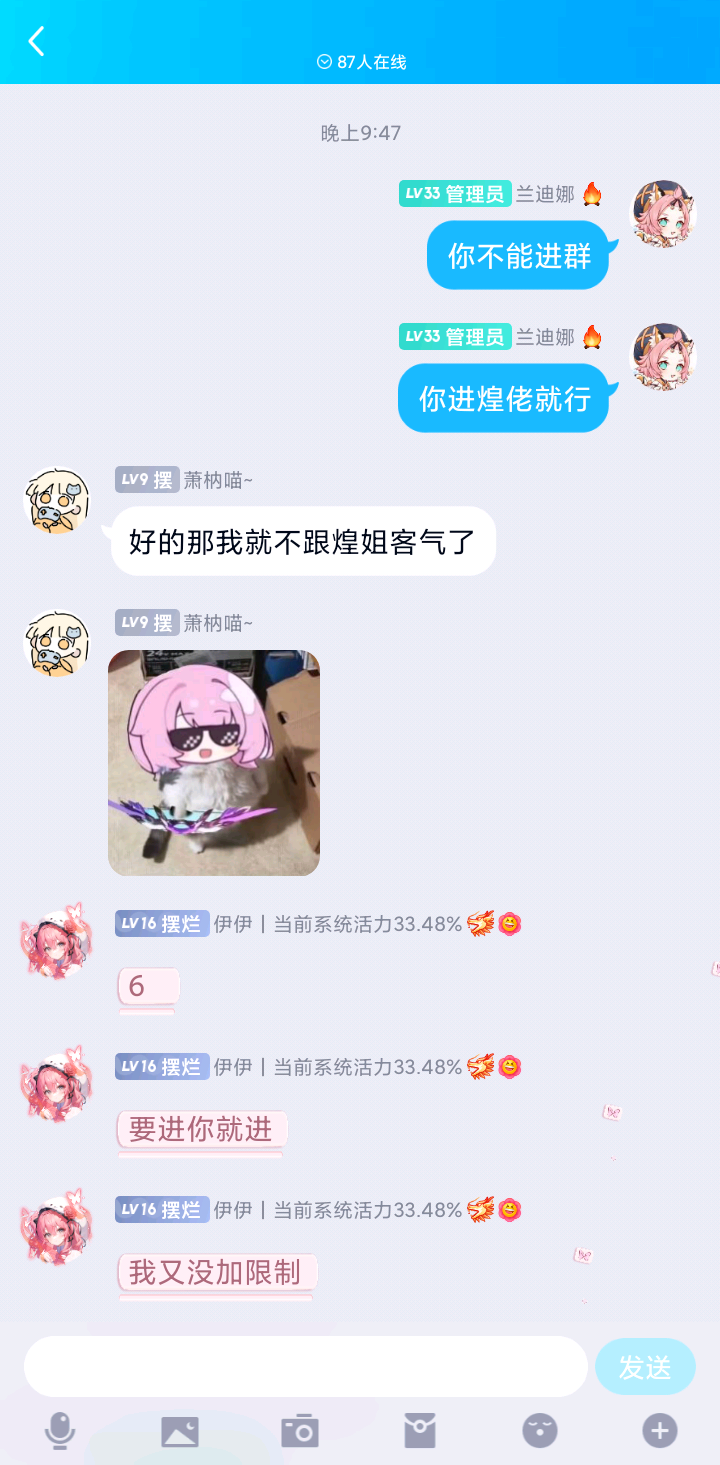 87人在线
晚上9:47
LV33 管理员 兰迪娜
你不能进群
LV33 管理员 兰迪娜
你进煌佬就行
LV9 摆 萧枘喵~
好的那我就不跟煌姐客气了
LV9 摆 萧枘喵~
LV16 摆烂 伊伊丨当前系统活力33.48%
6
LV16 摆烂 伊伊丨当前系统活力33.48%
要进你就进
LV16 摆烂 伊伊丨当前系统活力33.48%
我又没加限制
发送